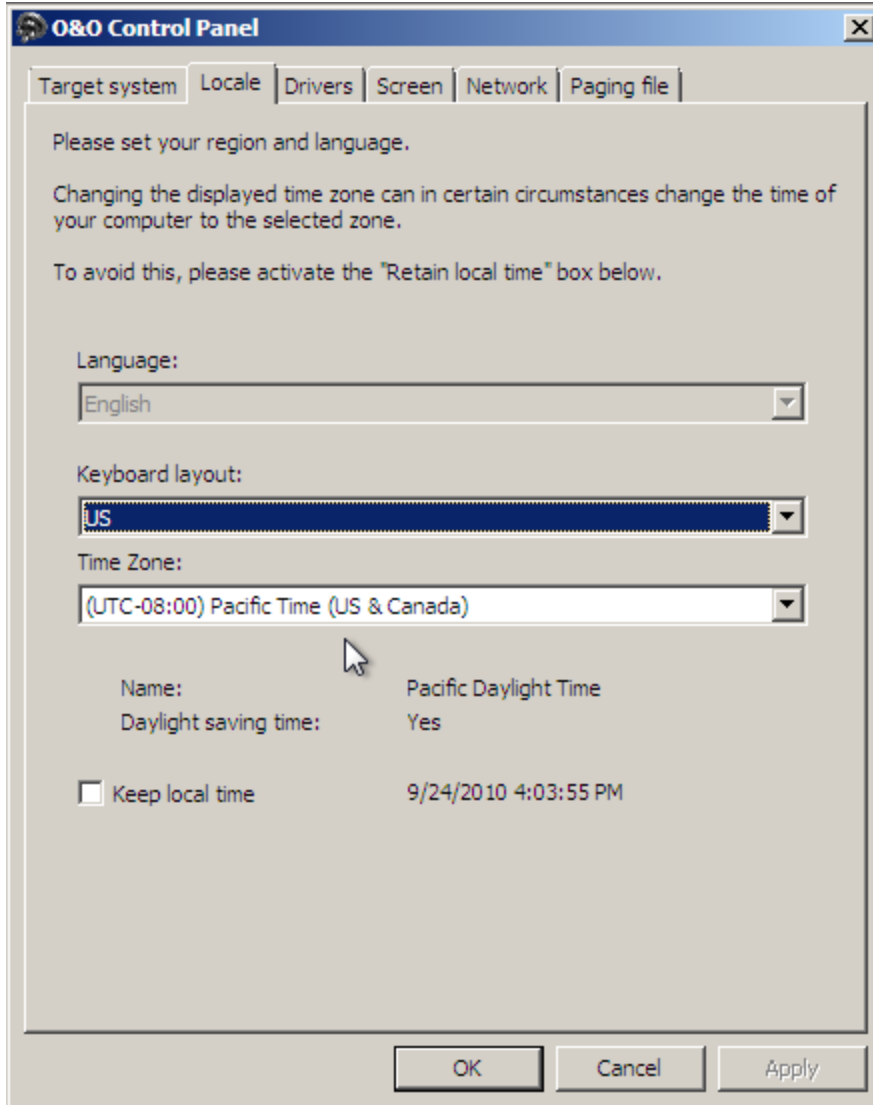 O&O Control Panel
Target system Locale Drivers Screen Network Paging file
Please set your region and language.
Changing the displayed time zone can in certain circumstances change the time of
your computer to the selected zone.
To avoid this, please activate the "Retain local time" box below.
Language:
English
Keyboard layout:
US
Time Zone:
(UTC-08:00) Pacific Time (US & Canada)
Name: Pacific Daylight Time
Daylight saving time: Yes
Keep local time 9/24/2010 4:03:55 PM
OK Cancel Apply